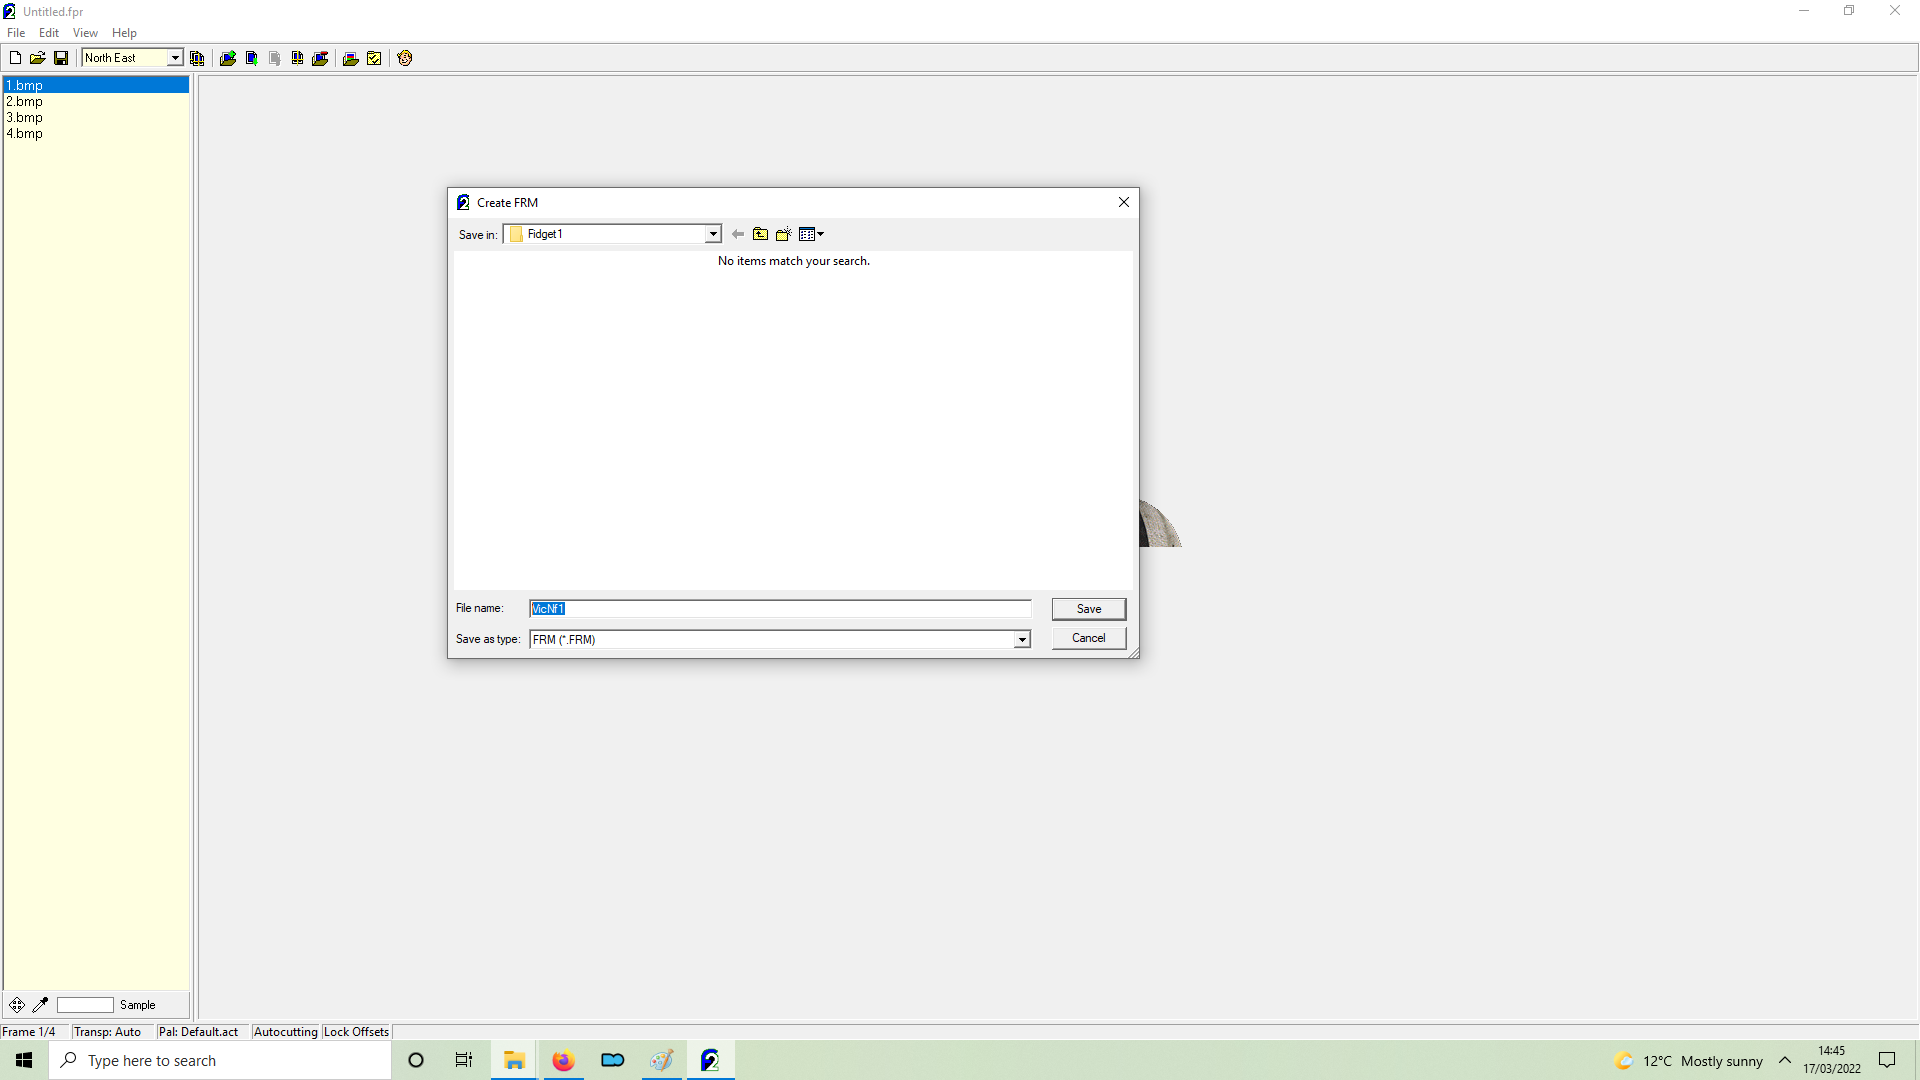 Untitled.fpr
File Edit View Help
North East
1.bmp
2.bmp
3.bmp
4.bmp
Create FRM
Save in: Fidget1
No items match your search.
File name: VicNf1 Save
Save as type: FRM (*.FRM) Cancel
Sample
Frame 1/4 Transp: Auto Pal: Default.act Autocutting Lock Offsets
Type here to search
12°C Mostly sunny
14:45
17/03/2022